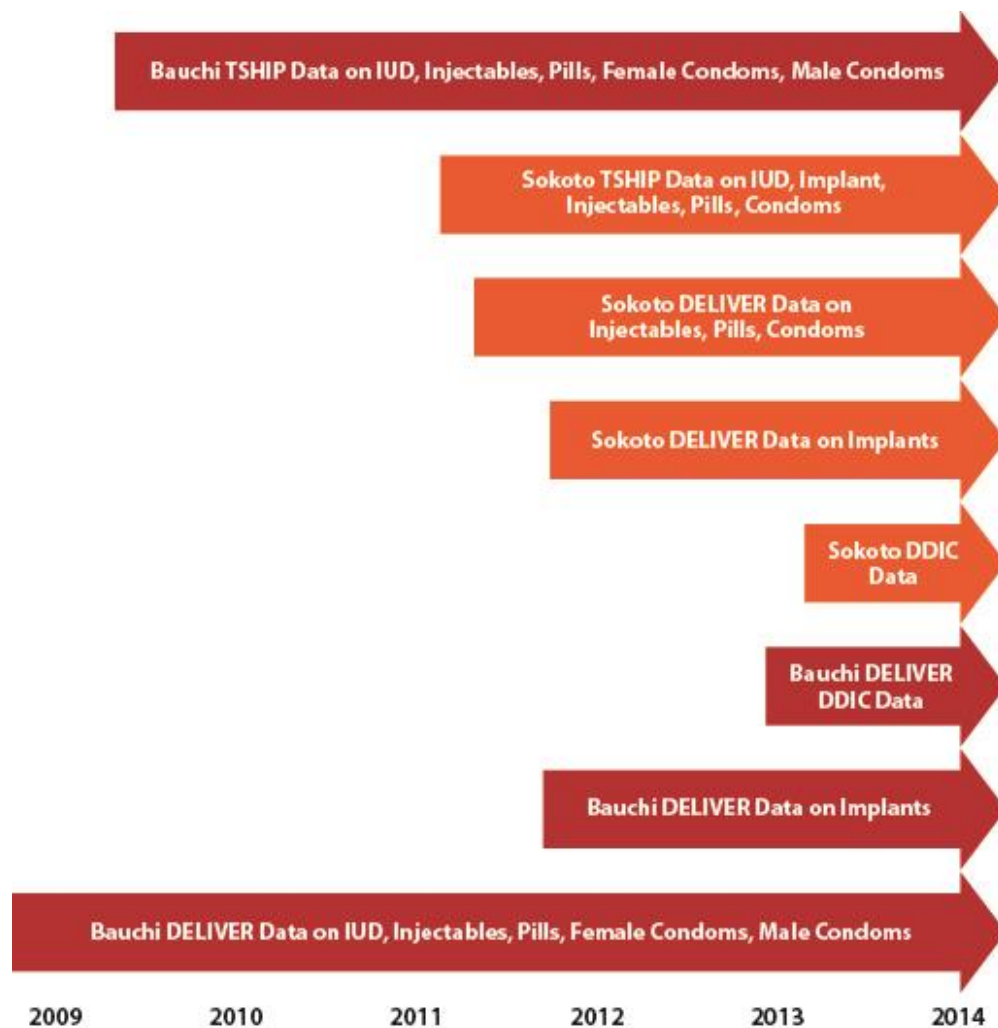 Bauchi TSHIP Data on IUD, Injectables, Pills, Female Condoms, Male Condoms
Sokoto TSHIP Data on IUD, Implant,
Injectables, Pills, Condoms
Sokoto DELIVER Data on
Injectables, Pills, Condoms
Sokoto DELIVER Data on Implants
Sokoto DDIC
Data
Bauchi DELIVER
DDIC Data
Bauchi DELIVER Data on Implants
Bauchi DELIVER Data on IUD, Injectables, Pills, Female Condoms, Male Condoms
2009 2010 2011 2012 2013 2014